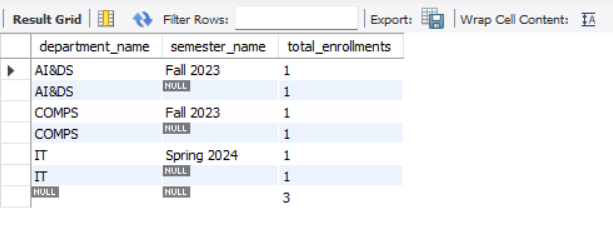 Result Grid Filter Rows: Export: Wrap Cell Content: IA
department_name semester_name total_enrollments
AI&DS Fall 2023 1
AI&DS NULL 1
COMPS Fall 2023 1
COMPS NULL 1
IT Spring 2024 1
IT NULL 1
NULL NULL 3